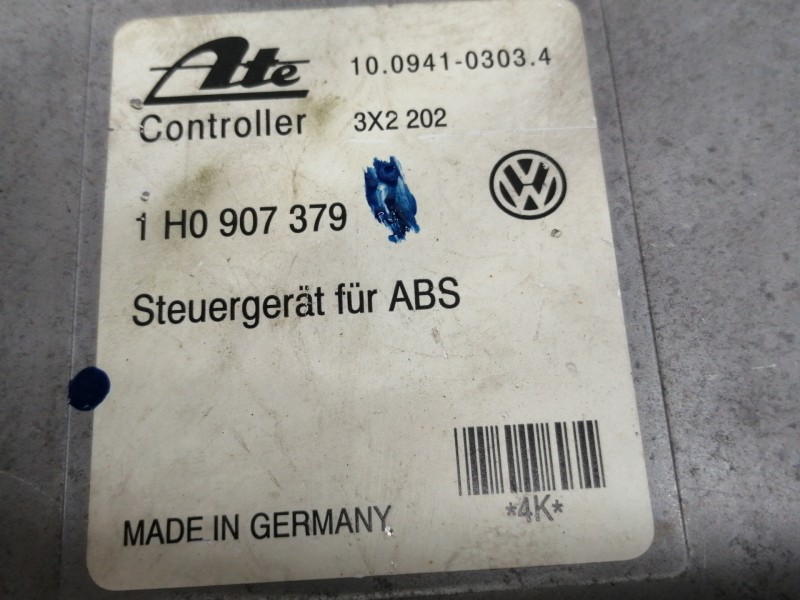 Ate 10.0941-0303.4
Controller 3X2 202
1 H0 907 379
Steuergerät für ABS
*4K*
MADE IN GERMANY